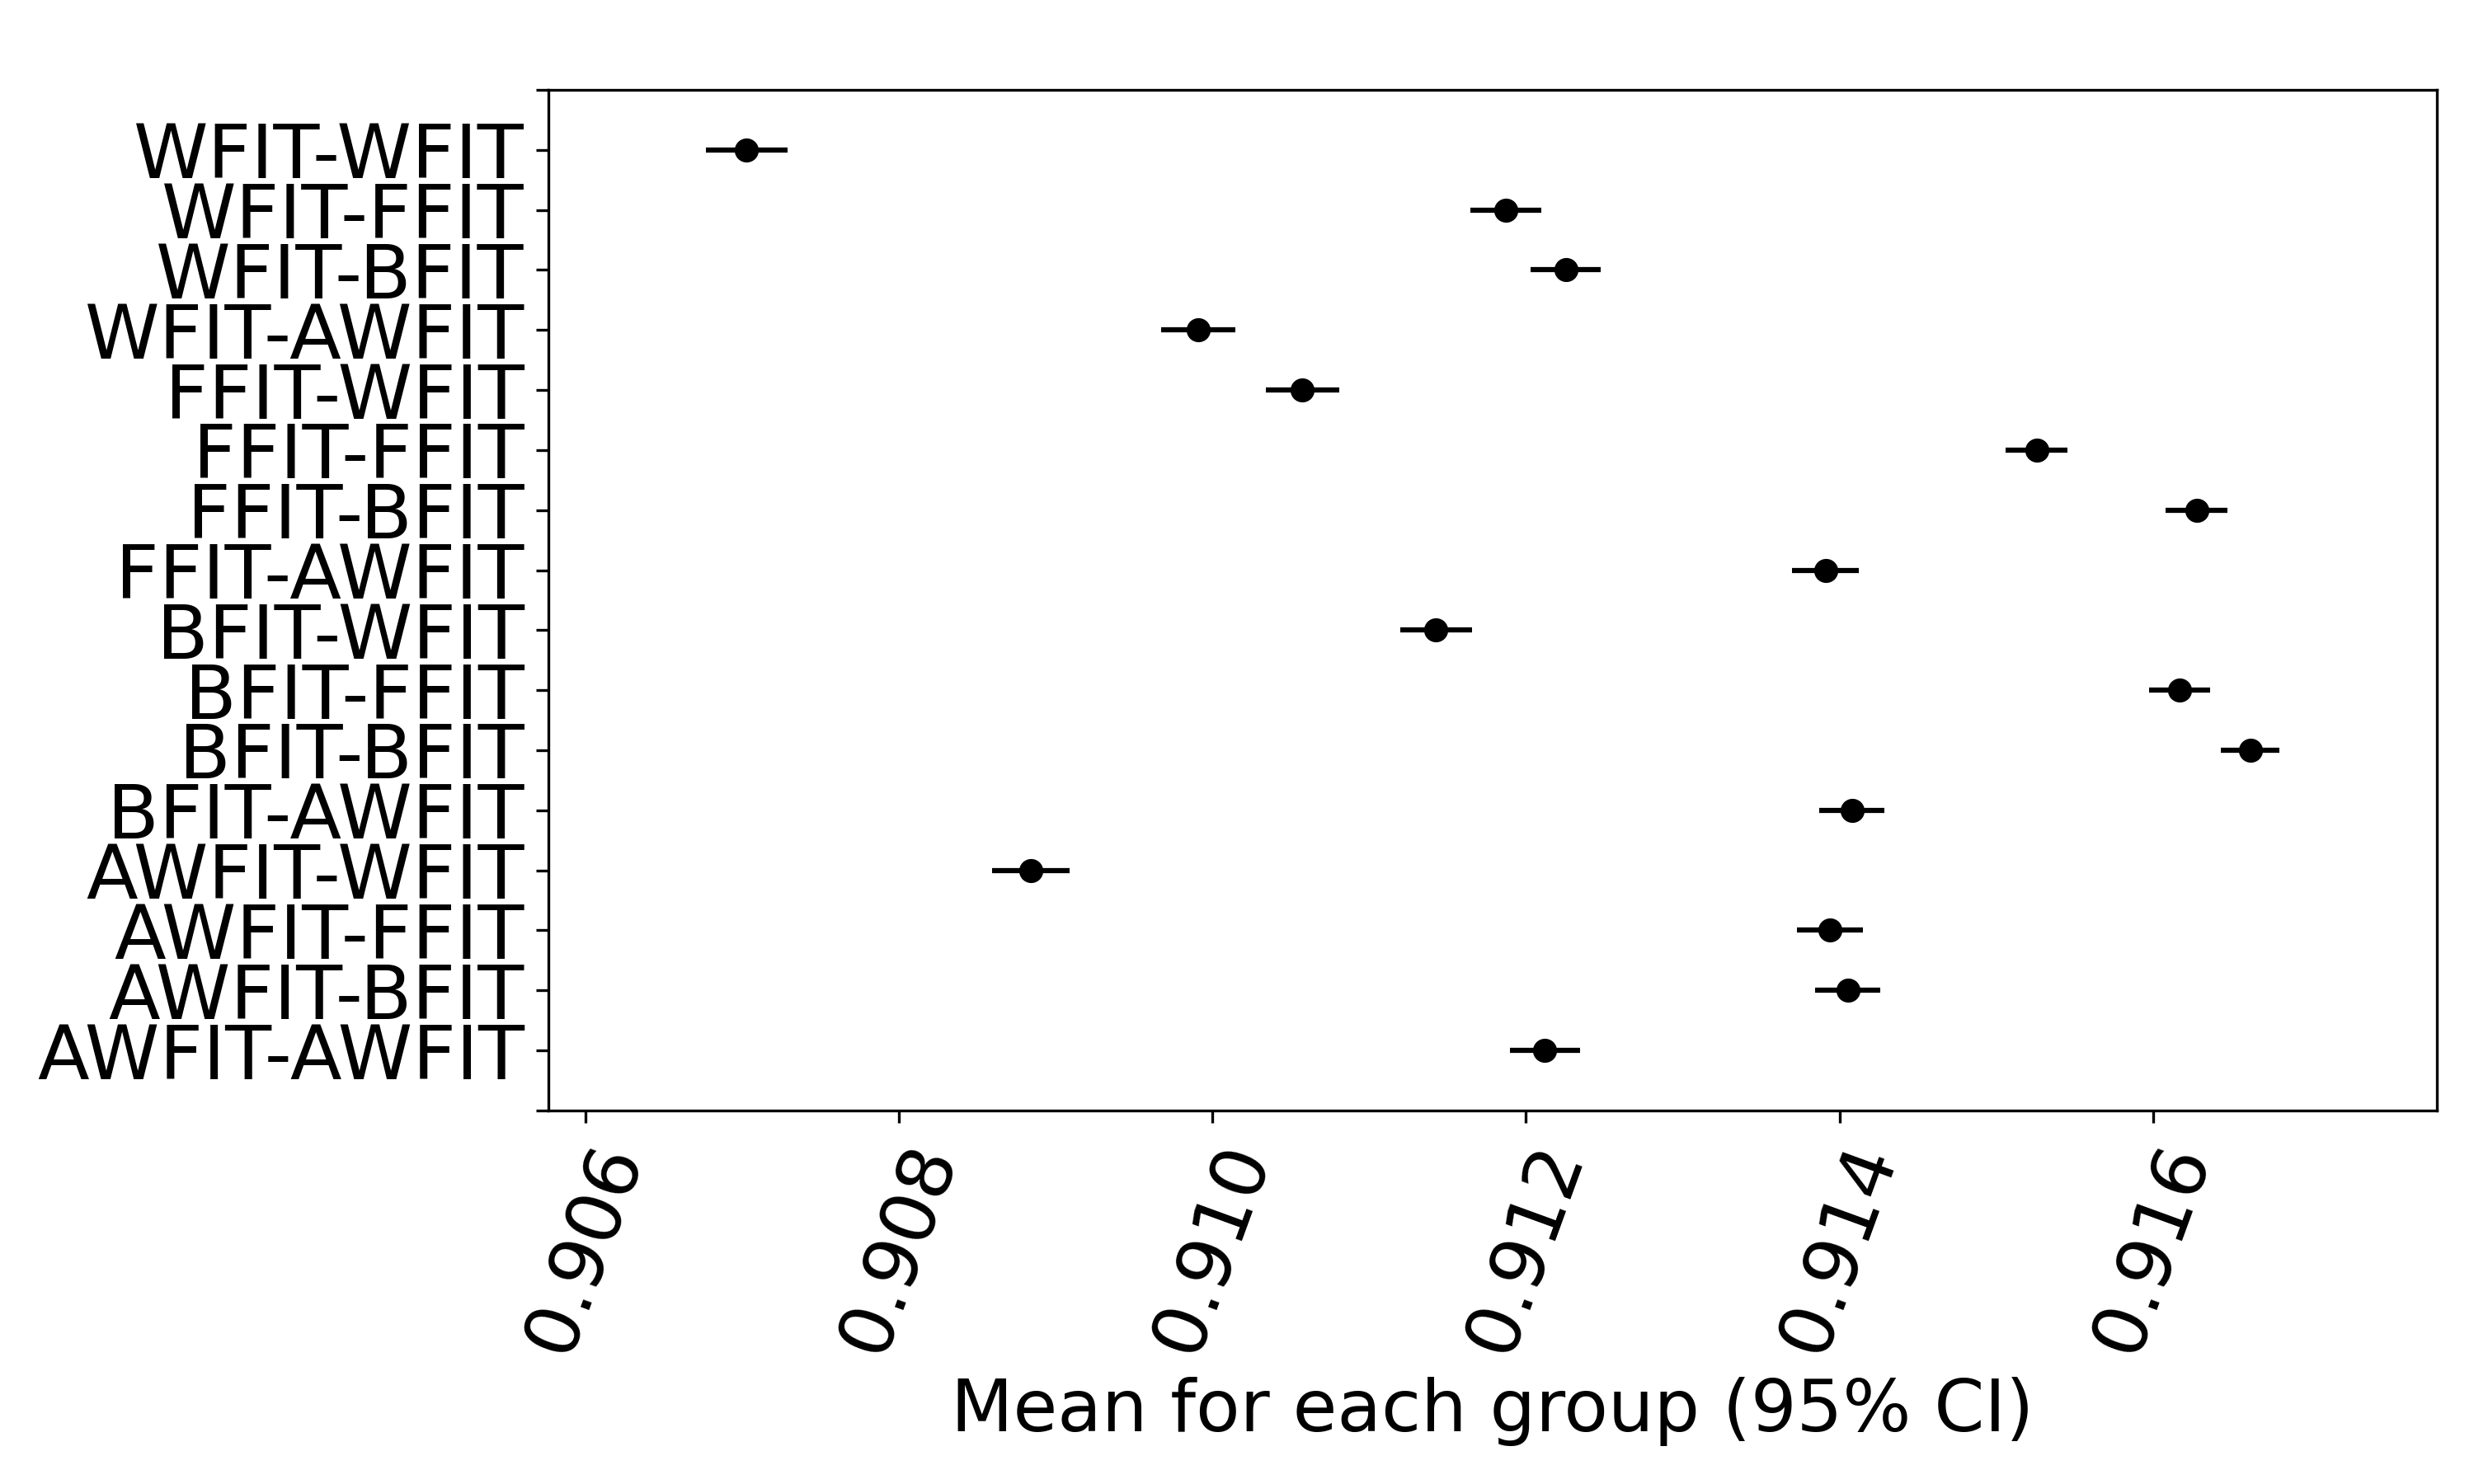 WFIT-WFIT
WFIT-FFIT
WFIT-BFIT
WFIT-AWFIT
FFIT-WFIT
FFIT-FFIT
FFIT-BFIT
FFIT-AWFIT
BFIT-WFIT
BFIT-FFIT
BFIT-BFIT
BFIT-AWFIT
AWFIT-WFIT
AWFIT-FFIT
AWFIT-BFIT
AWFIT-AWFIT
0.906
0.908
0.910
0.912
0.914
0.916
Mean for each group (95% CI)